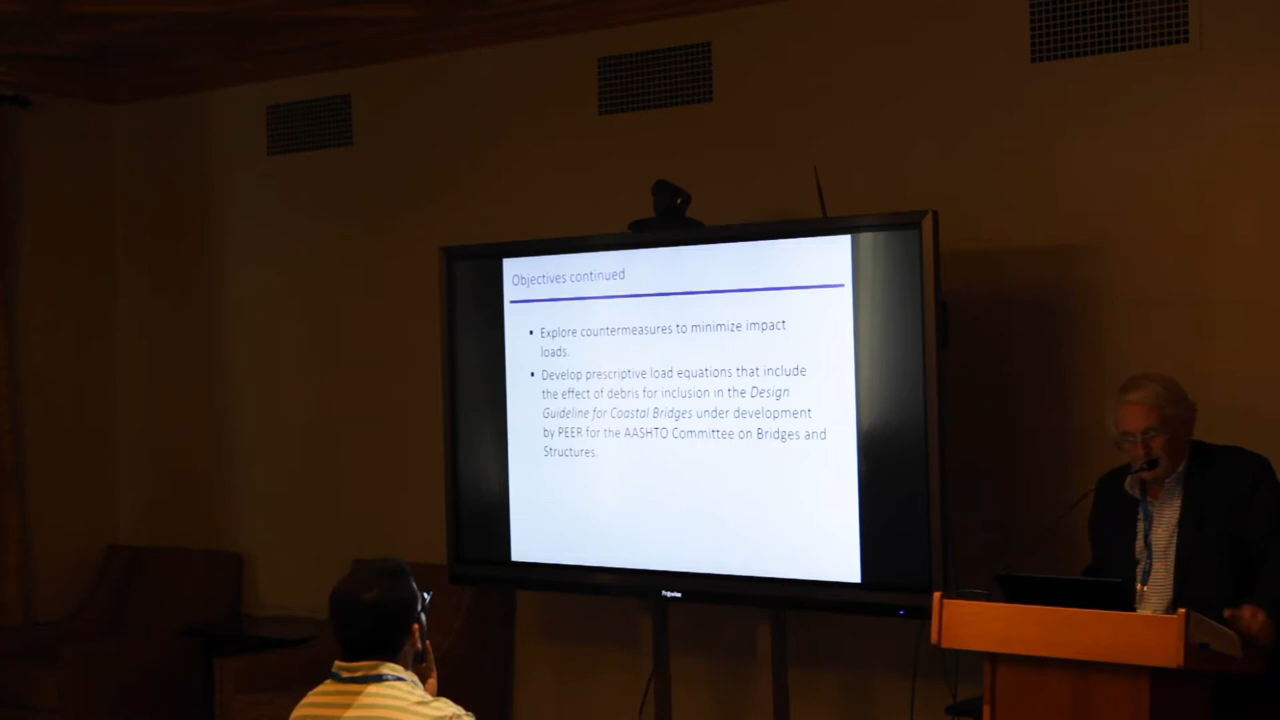 Objectives continued
▪ Explore countermeasures to minimize impact
loads.
▪ Develop prescriptive load equations that include
the effect of debris for inclusion in the Design
Guideline for Coastal Bridges under development
by PEER for the AASHTO Committee on Bridges and
Structures.